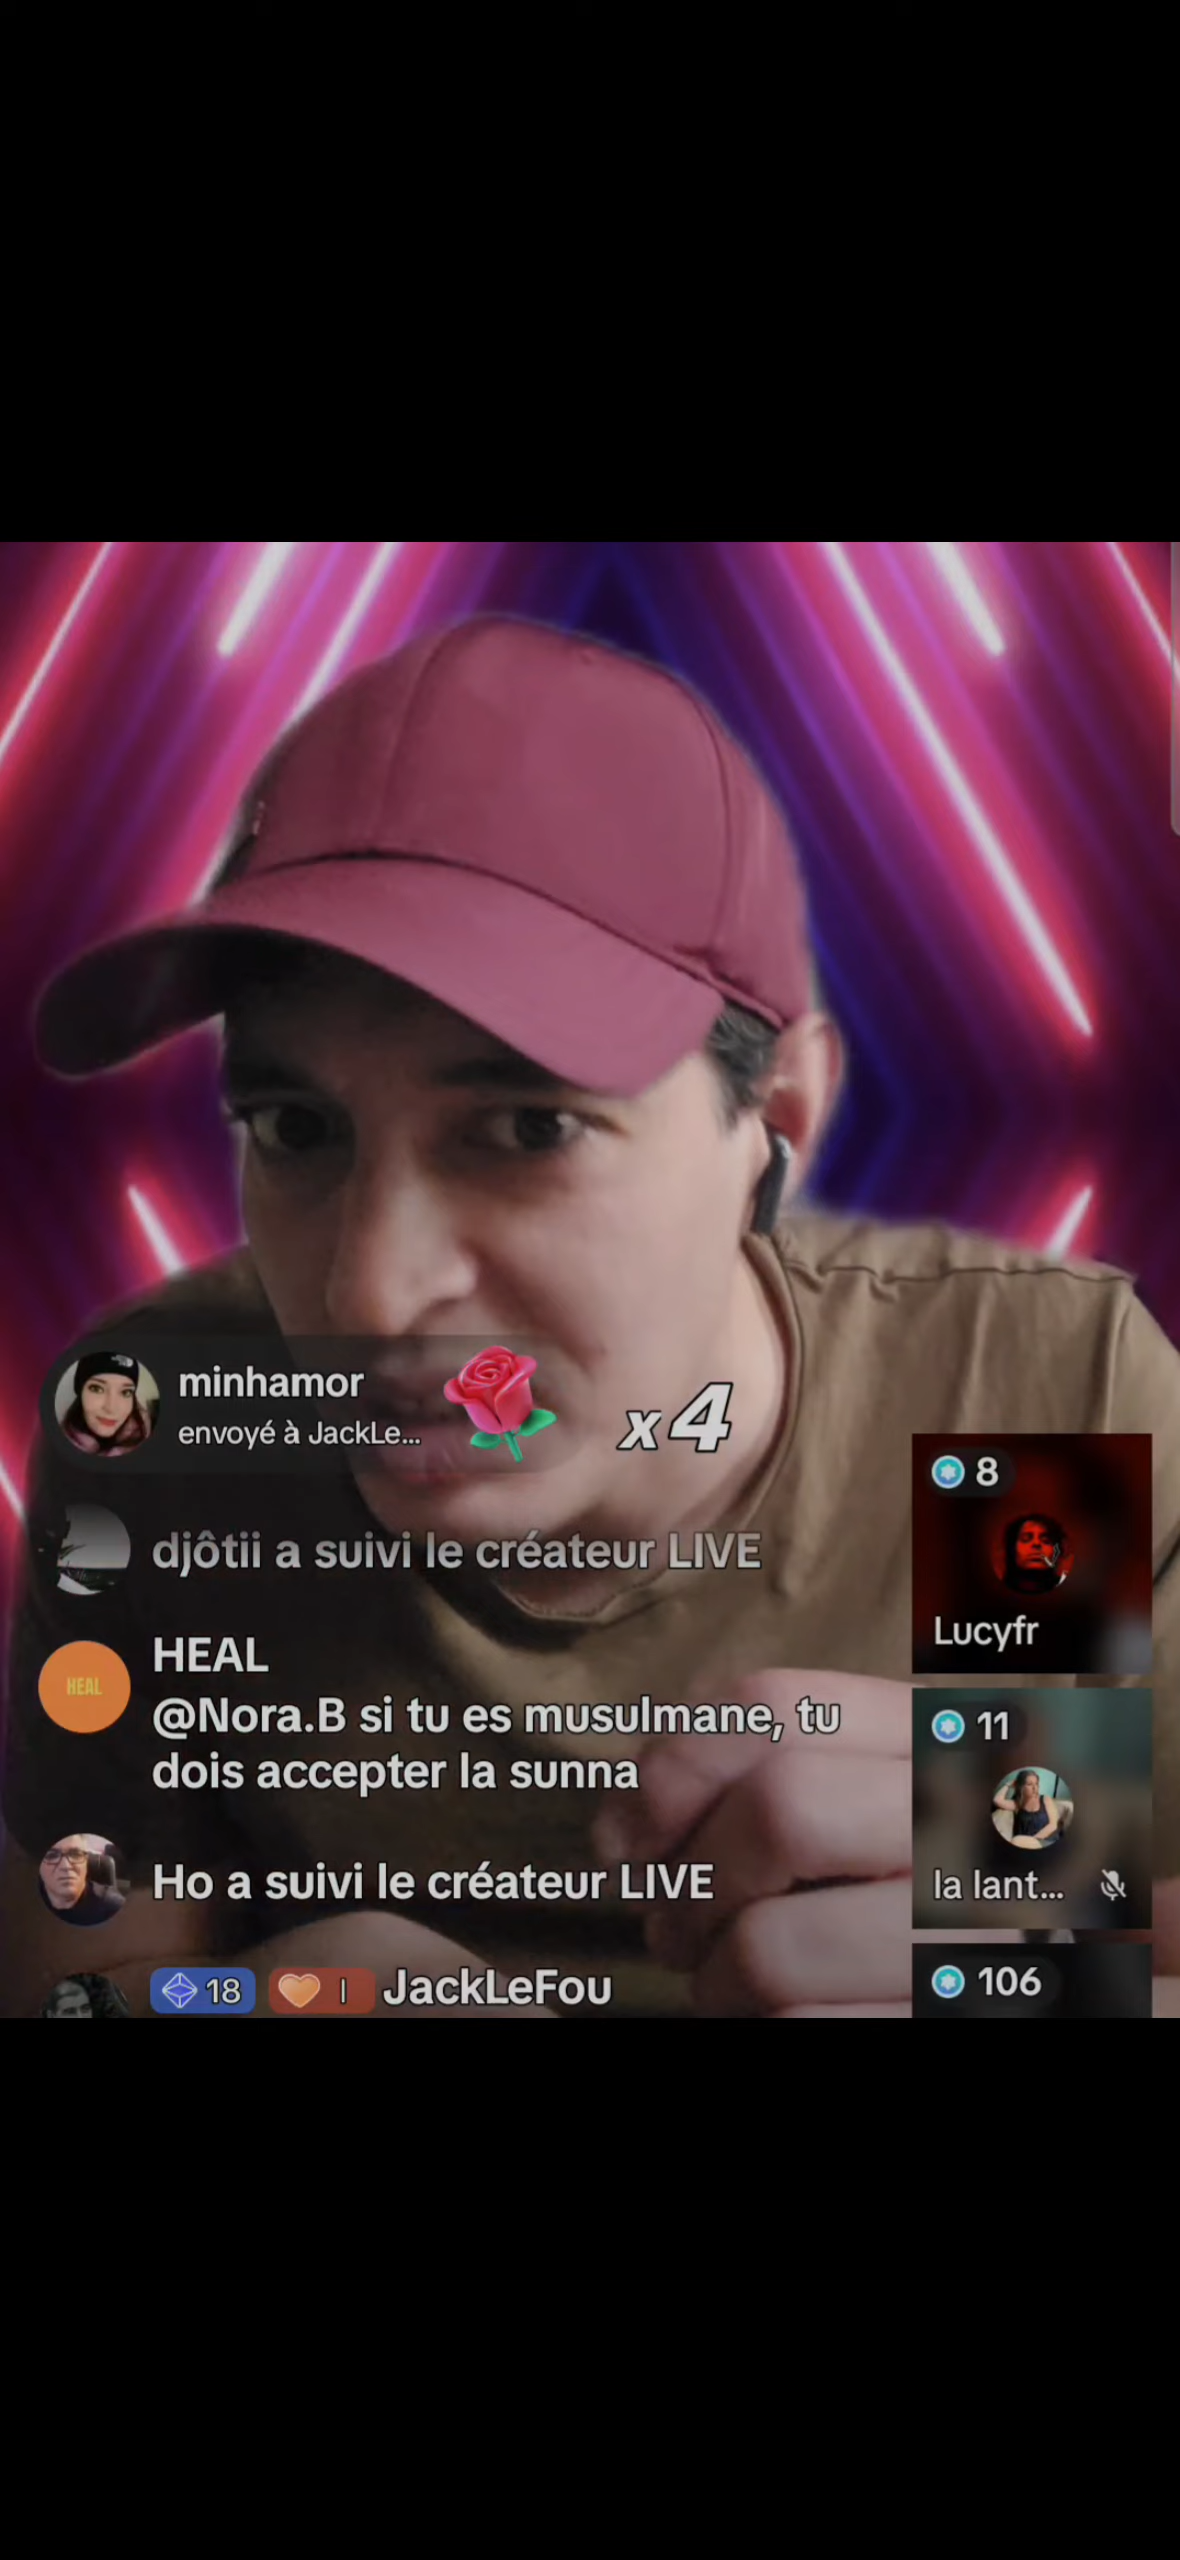 minhamor
envoyé à JackLe...
x4
djôtii a suivi le créateur LIVE
HEAL
HEAL
@Nora.B si tu es musulmane, tu
dois accepter la sunna
Ho a suivi le créateur LIVE
18 I JackLeFou
8
Lucyfr
11
la lant...
106